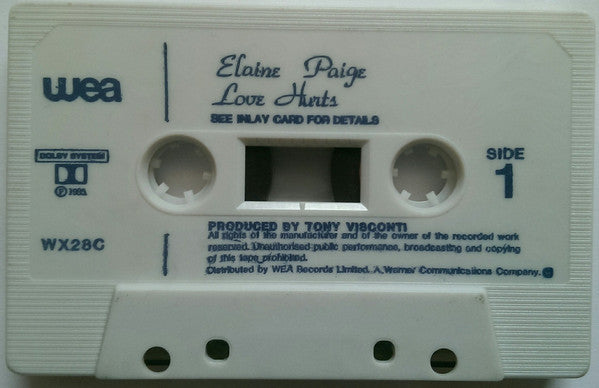 wea
Elaine Paige
Love Hurts
SEE INLAY CARD FOR DETAILS
DOLBY SYSTEM
℗ 1985
SIDE
1
WX28C
PRODUCED BY TONY VISCONTI
All rights of the manufacturer and of the owner of the recorded work
reserved. Unauthorised public performance, broadcasting and copying
of this tape prohibited.
Distributed by WEA Records Limited. A Warner Communications Company.